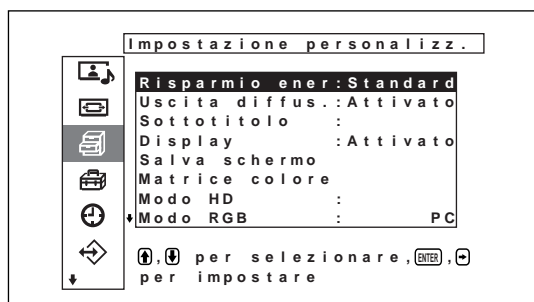 Impostazione personalizz.
Risparmio ener:Standard
Uscita diffus.:Attivato
Sottotitolo :
Display :Attivato
Salva schermo
Matrice colore
Modo HD :
Modo RGB : PC
, per selezionare, ENTER ,
per impostare